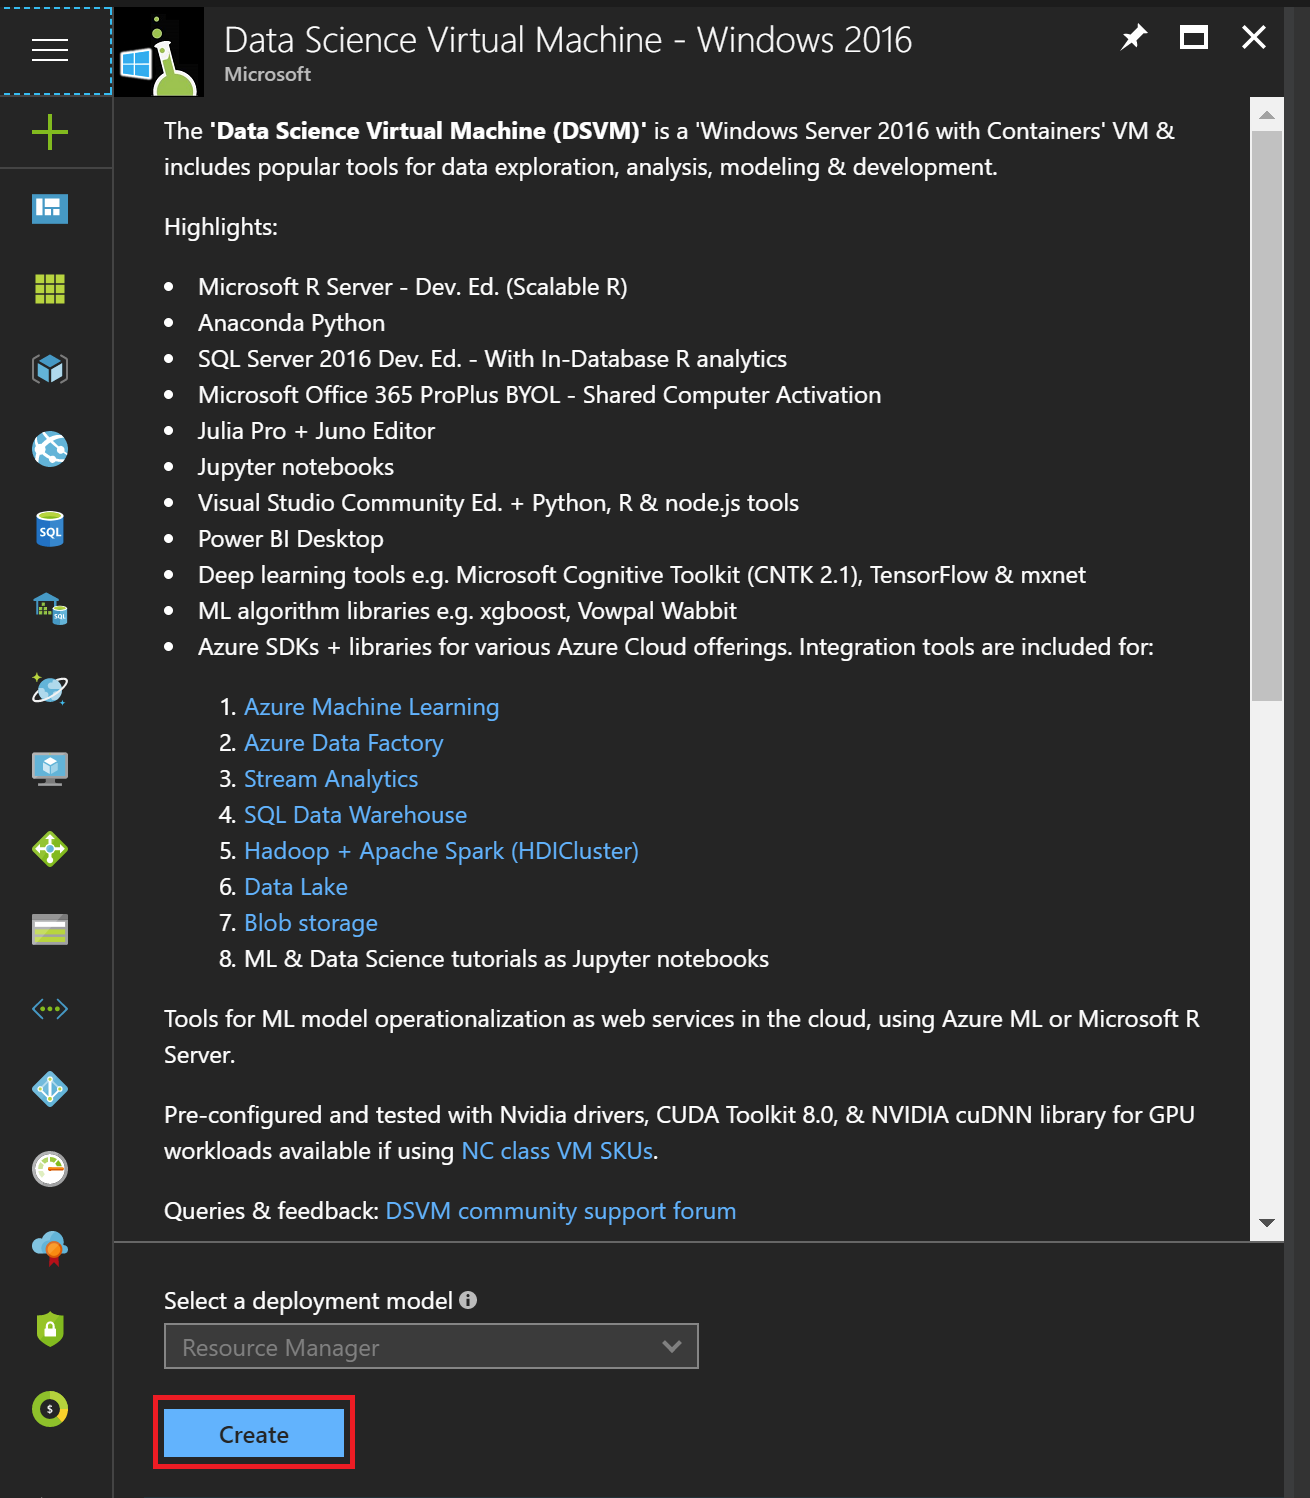 Data Science Virtual Machine - Windows 2016
Microsoft
The 'Data Science Virtual Machine (DSVM)' is a 'Windows Server 2016 with Containers' VM &
includes popular tools for data exploration, analysis, modeling & development.
Highlights:
• Microsoft R Server - Dev. Ed. (Scalable R)
• Anaconda Python
• SQL Server 2016 Dev. Ed. - With In-Database R analytics
• Microsoft Office 365 ProPlus BYOL - Shared Computer Activation
• Julia Pro + Juno Editor
• Jupyter notebooks
• Visual Studio Community Ed. + Python, R & node.js tools
• Power BI Desktop
• Deep learning tools e.g. Microsoft Cognitive Toolkit (CNTK 2.1), TensorFlow & mxnet
• ML algorithm libraries e.g. xgboost, Vowpal Wabbit
• Azure SDKs + libraries for various Azure Cloud offerings. Integration tools are included for:
1. Azure Machine Learning
2. Azure Data Factory
3. Stream Analytics
4. SQL Data Warehouse
5. Hadoop + Apache Spark (HDICluster)
6. Data Lake
7. Blob storage
8. ML & Data Science tutorials as Jupyter notebooks
Tools for ML model operationalization as web services in the cloud, using Azure ML or Microsoft R
Server.
Pre-configured and tested with Nvidia drivers, CUDA Toolkit 8.0, & NVIDIA cuDNN library for GPU
workloads available if using NC class VM SKUs.
Queries & feedback: DSVM community support forum
Select a deployment model
Resource Manager
Create
SQL
SQL
$